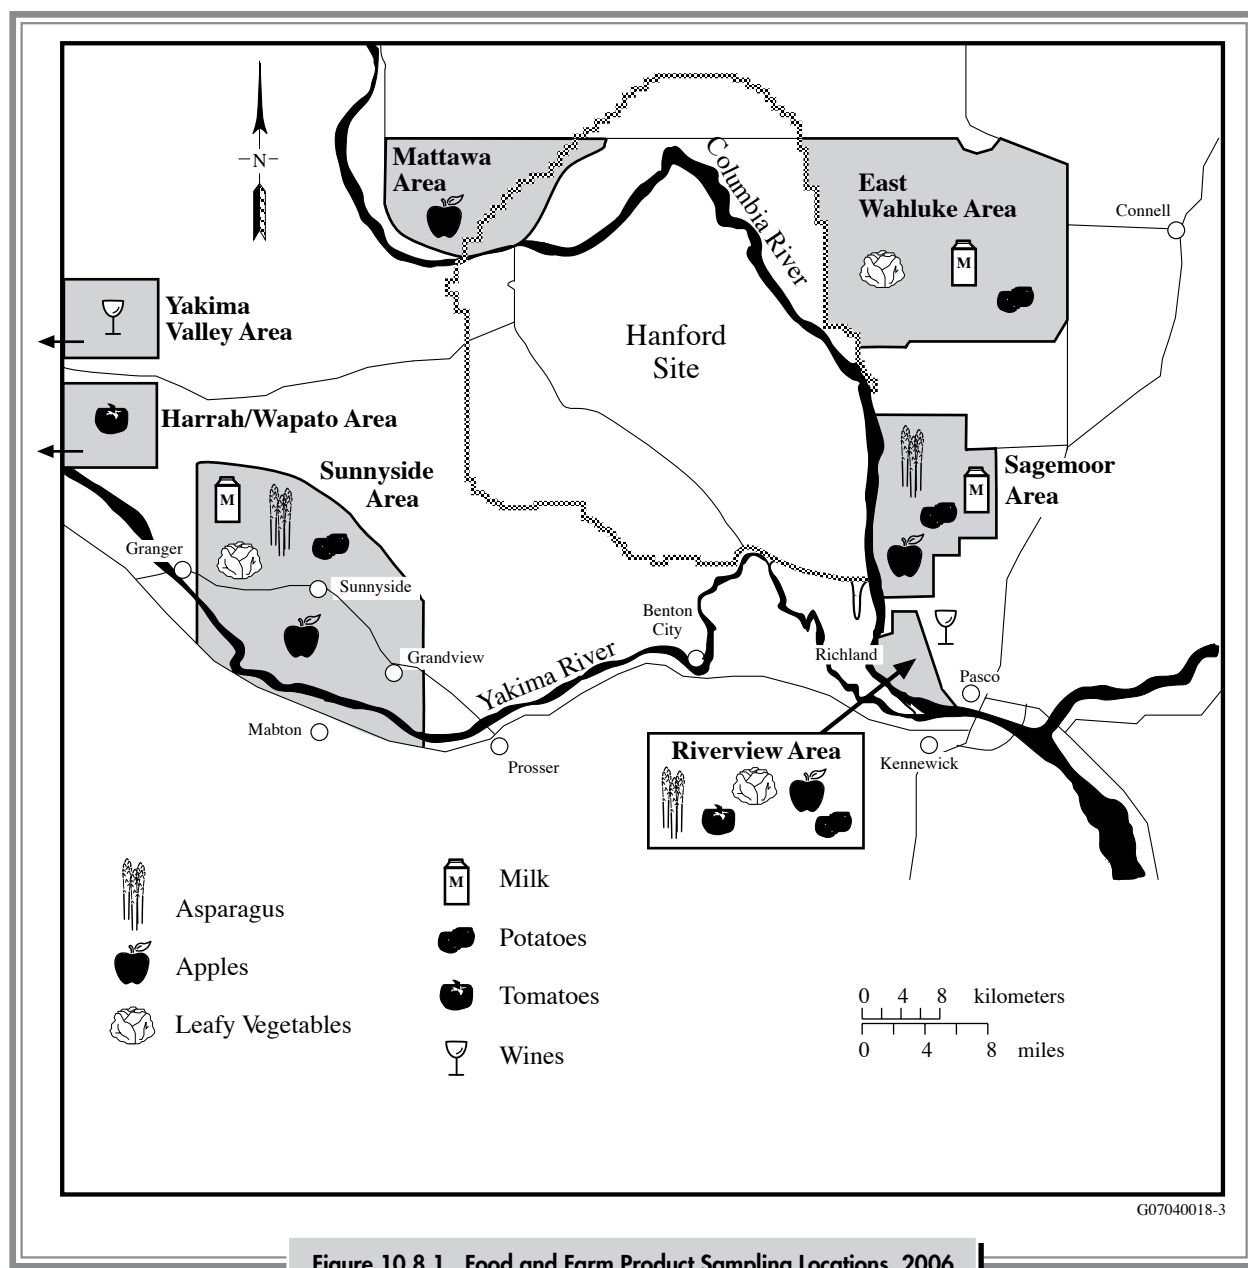 N
Mattawa
Area
Columbia River
East
Wahluke Area
M
Connell
Yakima
Valley Area
Hanford
Site
Harrah/Wapato Area
Sunnyside
Area
M
Sagemoor
Area
M
Granger
Sunnyside
Benton
City
Richland
Grandview
Yakima River
Pasco
Mabton
Prosser
Kennewick
Riverview Area
Asparagus
Apples
Leafy Vegetables
M
Milk
Potatoes
Tomatoes
Wines
0 4 8 kilometers
0 4 8 miles
G07040018-3
Figure 10.8.1. Food and Farm Product Sampling Locations, 2006